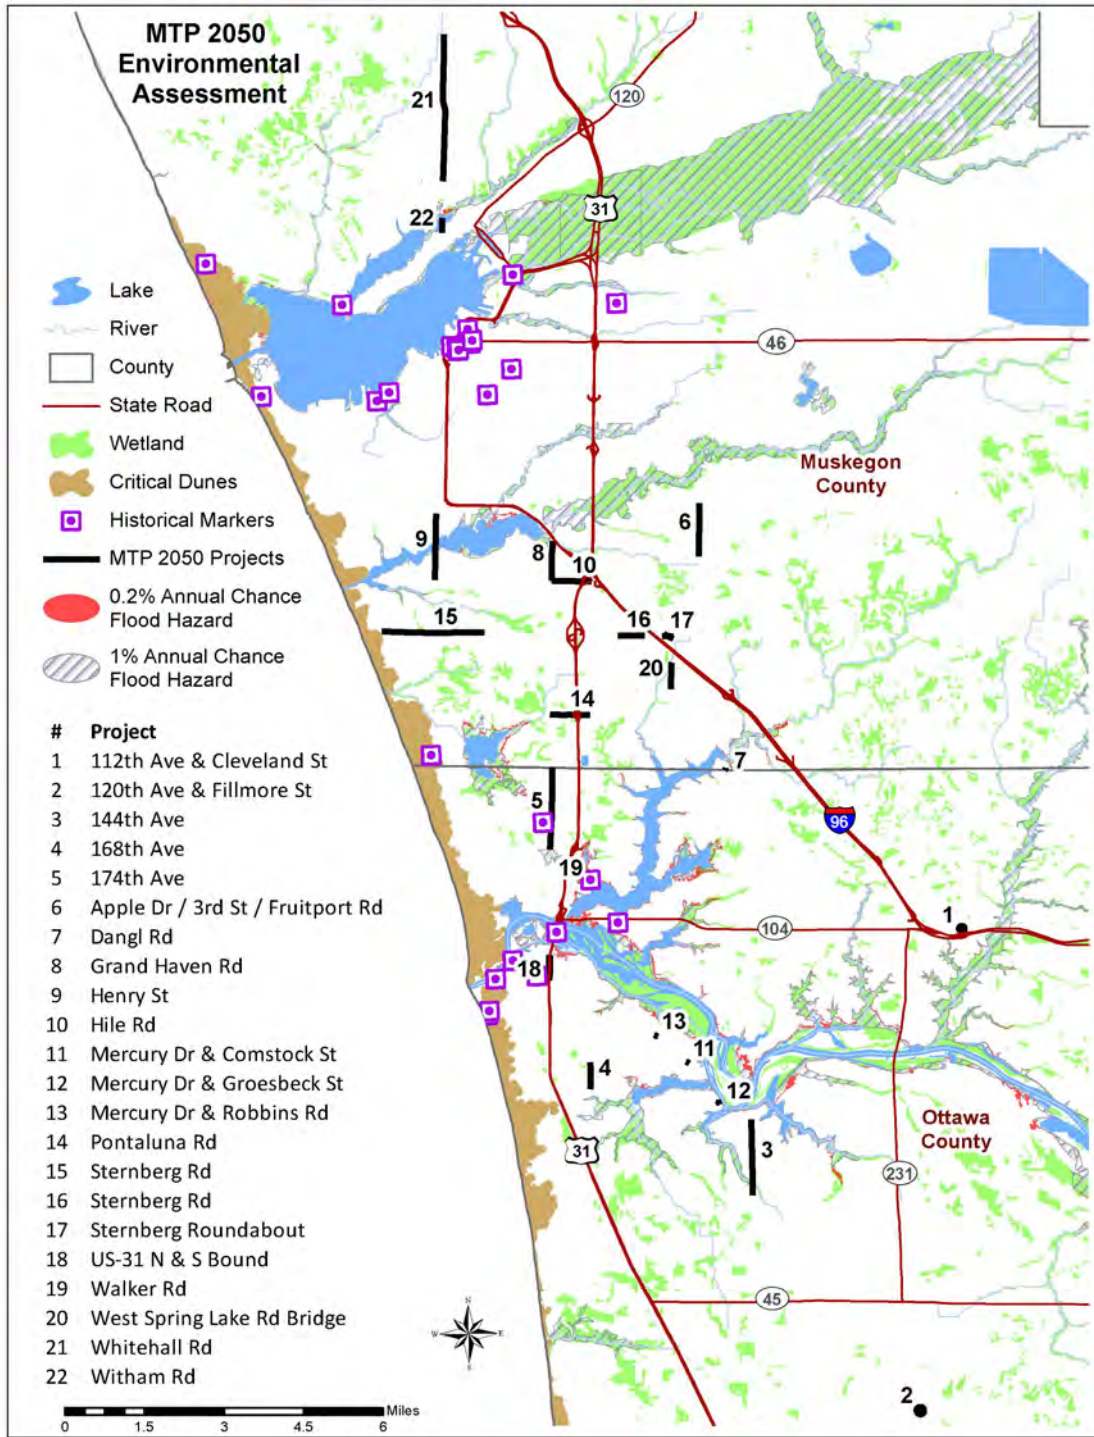 MTP 2050
Environmental
Assessment
21
120
22
31
Lake
River
County
State Road
Wetland
Critical Dunes
Historical Markers
MTP 2050 Projects
0.2% Annual Chance
Flood Hazard
1% Annual Chance
Flood Hazard
46
Muskegon
County
9
8
6
10
15
16
17
20
14
7
5
96
19
1
104
18
13
11
4
12
Ottawa
County
31
3
231
45
2
# Project
1 112th Ave & Cleveland St
2 120th Ave & Fillmore St
3 144th Ave
4 168th Ave
5 174th Ave
6 Apple Dr / 3rd St / Fruitport Rd
7 Dangl Rd
8 Grand Haven Rd
9 Henry St
10 Hile Rd
11 Mercury Dr & Comstock St
12 Mercury Dr & Groesbeck St
13 Mercury Dr & Robbins Rd
14 Pontaluna Rd
15 Sternberg Rd
16 Sternberg Rd
17 Sternberg Roundabout
18 US-31 N & S Bound
19 Walker Rd
20 West Spring Lake Rd Bridge
21 Whitehall Rd
22 Witham Rd
N
W E
S
Miles
0 1.5 3 4.5 6